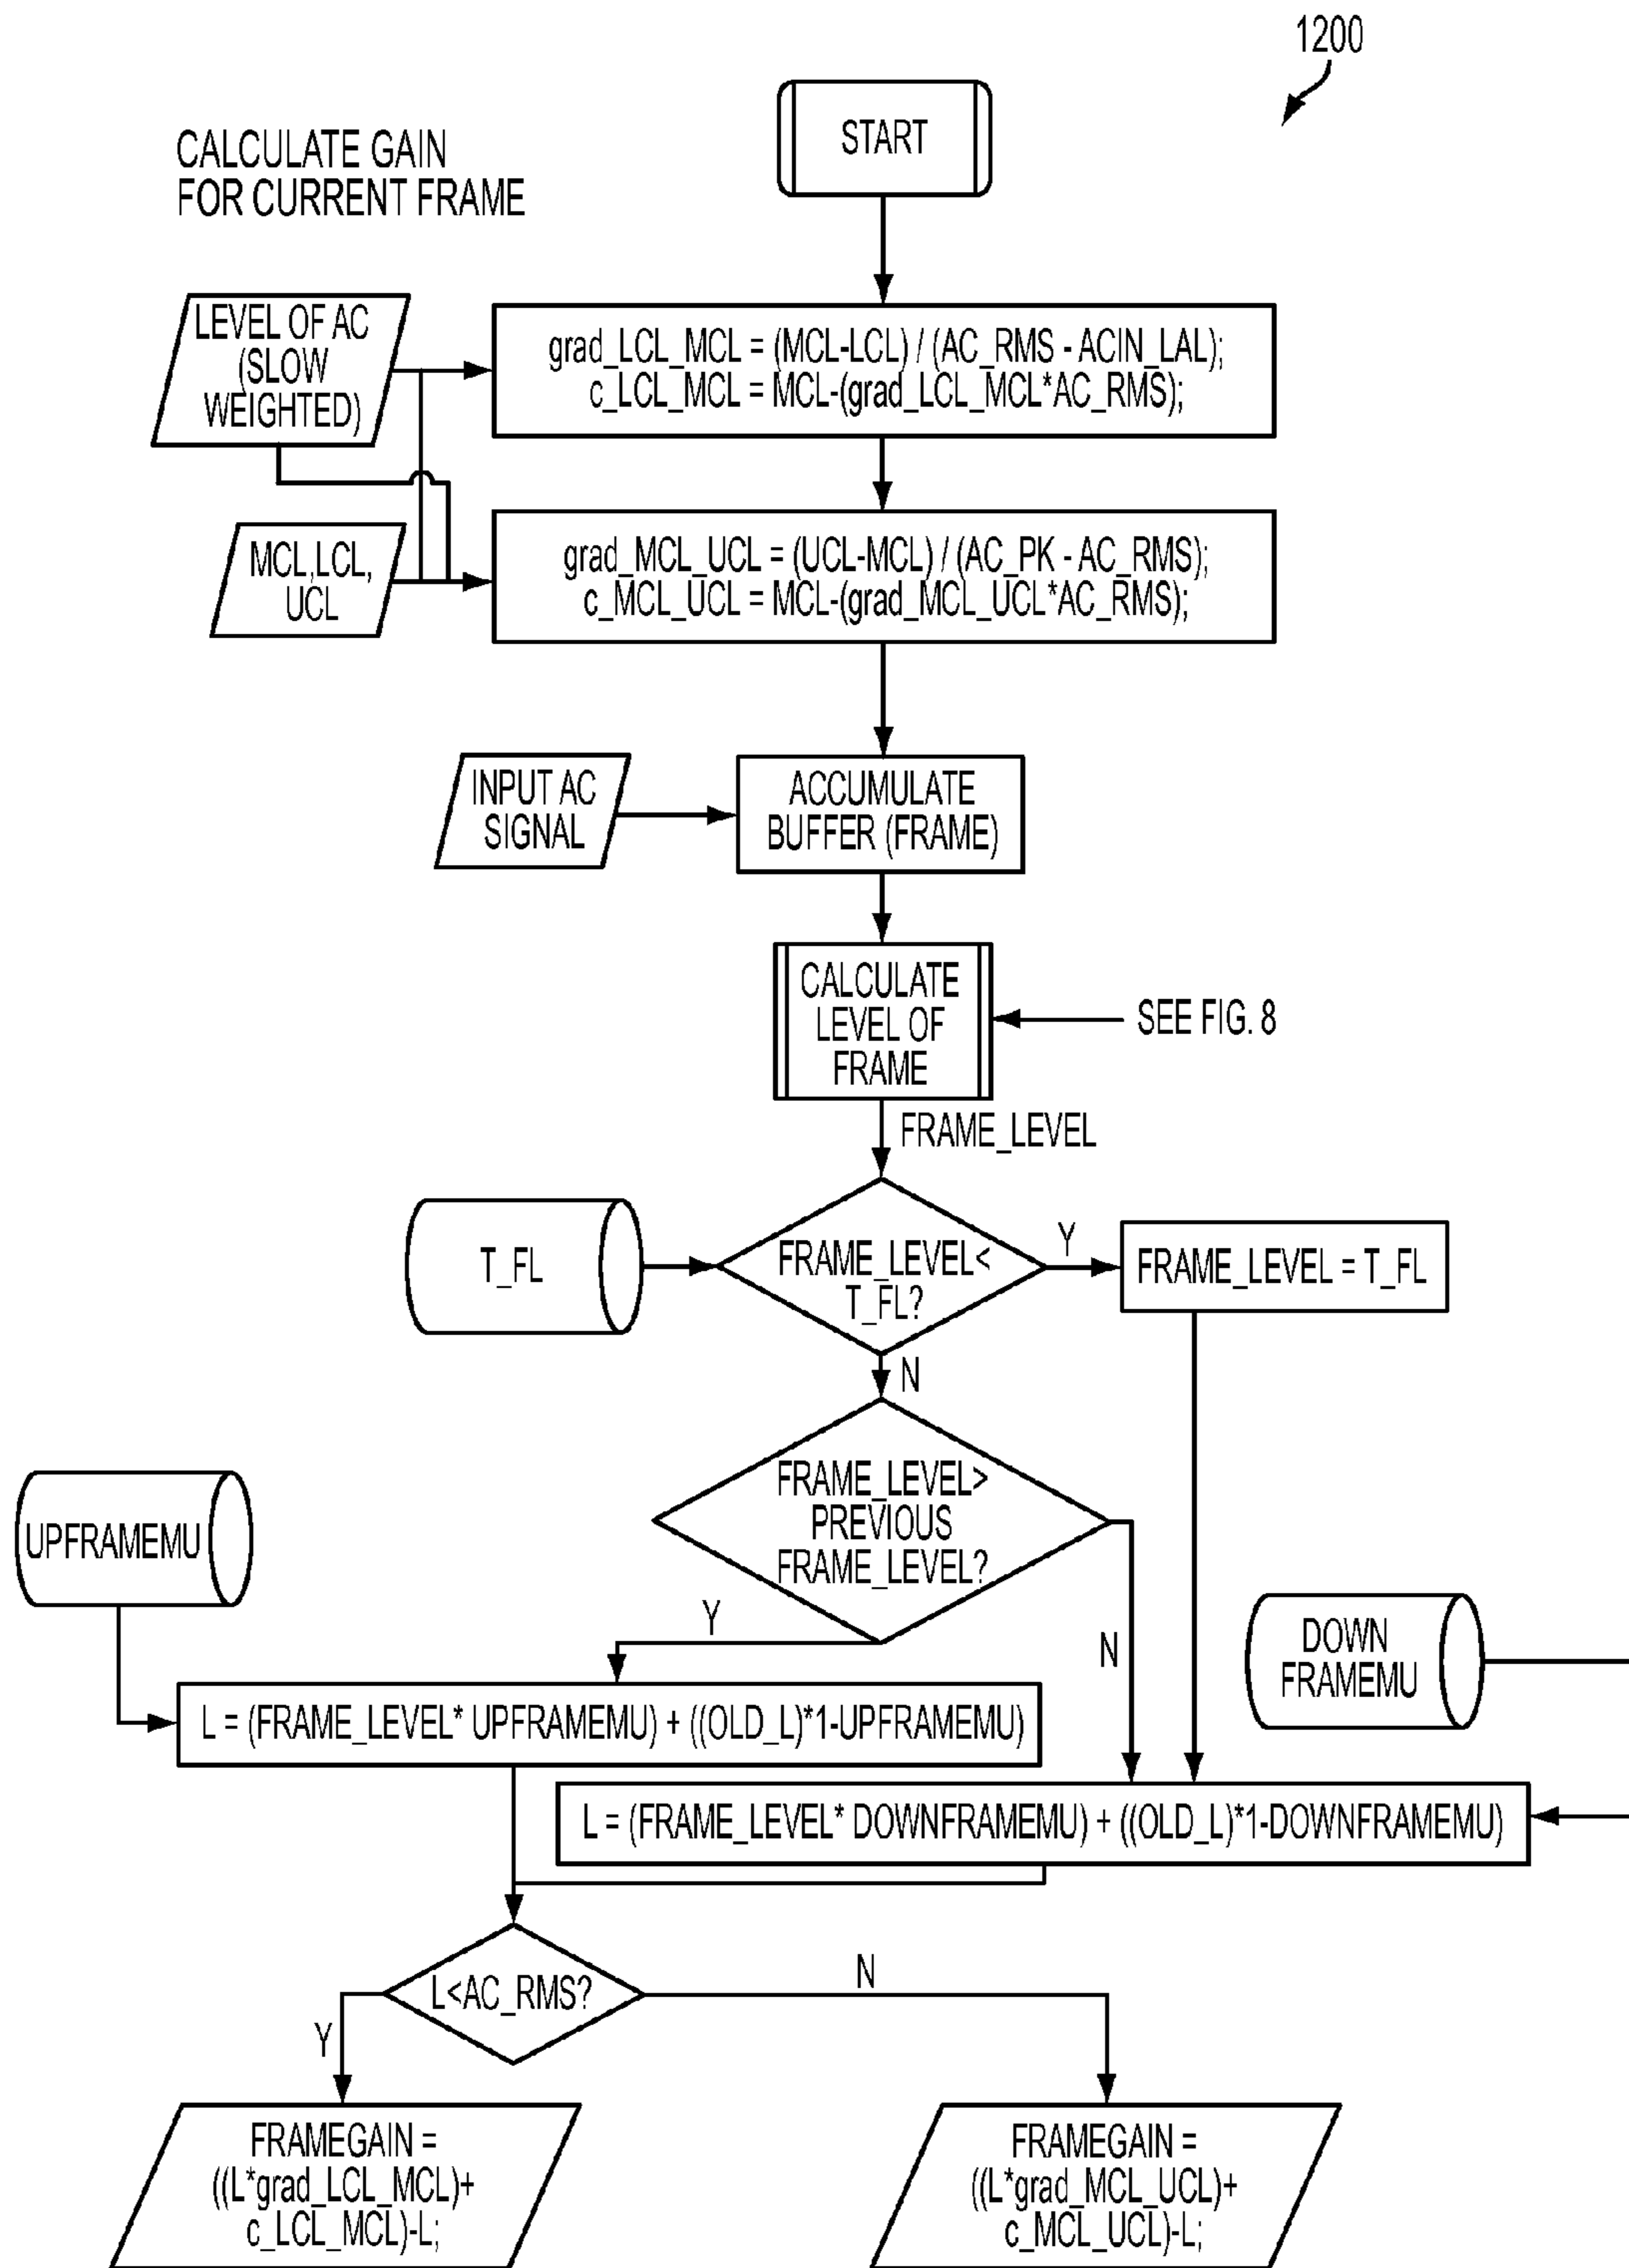 1200
START
CALCULATE GAIN
FOR CURRENT FRAME
LEVEL OF AC
(SLOW
WEIGHTED)
grad_LCL_MCL = (MCL-LCL) / (AC_RMS - ACIN_LAL);
c_LCL_MCL = MCL-(grad_LCL_MCL*AC_RMS);
MCL,LCL,
UCL
grad_MCL_UCL = (UCL-MCL) / (AC_PK - AC_RMS);
c_MCL_UCL = MCL-(grad_MCL_UCL*AC_RMS);
INPUT AC
SIGNAL
ACCUMULATE
BUFFER (FRAME)
CALCULATE
LEVEL OF
FRAME
SEE FIG. 8
FRAME_LEVEL
T_FL
FRAME_LEVEL<
T_FL?
Y
FRAME_LEVEL = T_FL
N
FRAME_LEVEL>
PREVIOUS
FRAME_LEVEL?
UPFRAMEMU
Y
N
DOWN
FRAMEMU
L = (FRAME_LEVEL* UPFRAMEMU) + ((OLD_L)*1-UPFRAMEMU)
L = (FRAME_LEVEL* DOWNFRAMEMU) + ((OLD_L)*1-DOWNFRAMEMU)
L<AC_RMS?
N
Y
FRAMEGAIN =
((L*grad_LCL_MCL)+
c_LCL_MCL)-L;
FRAMEGAIN =
((L*grad_MCL_UCL)+
c_MCL_UCL)-L;